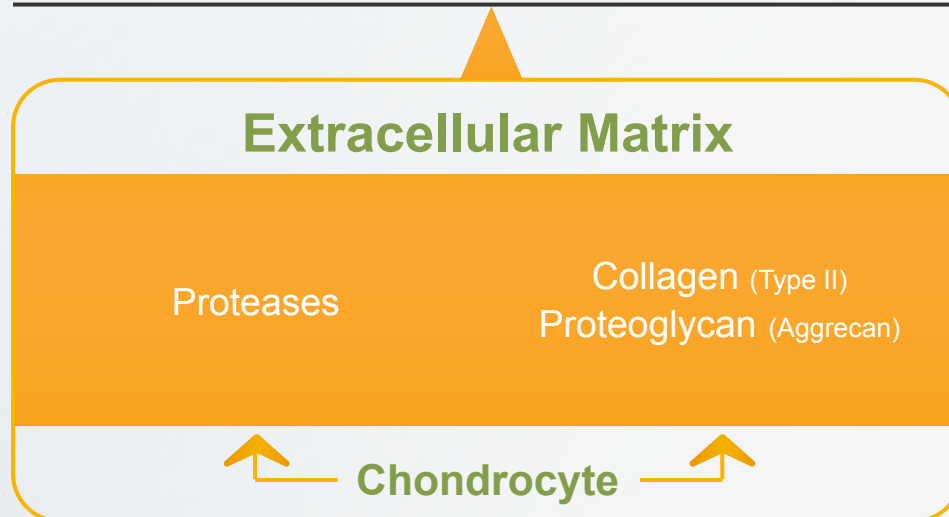 Extracellular Matrix
Proteases
Collagen (Type II)
Proteoglycan (Aggrecan)
Chondrocyte